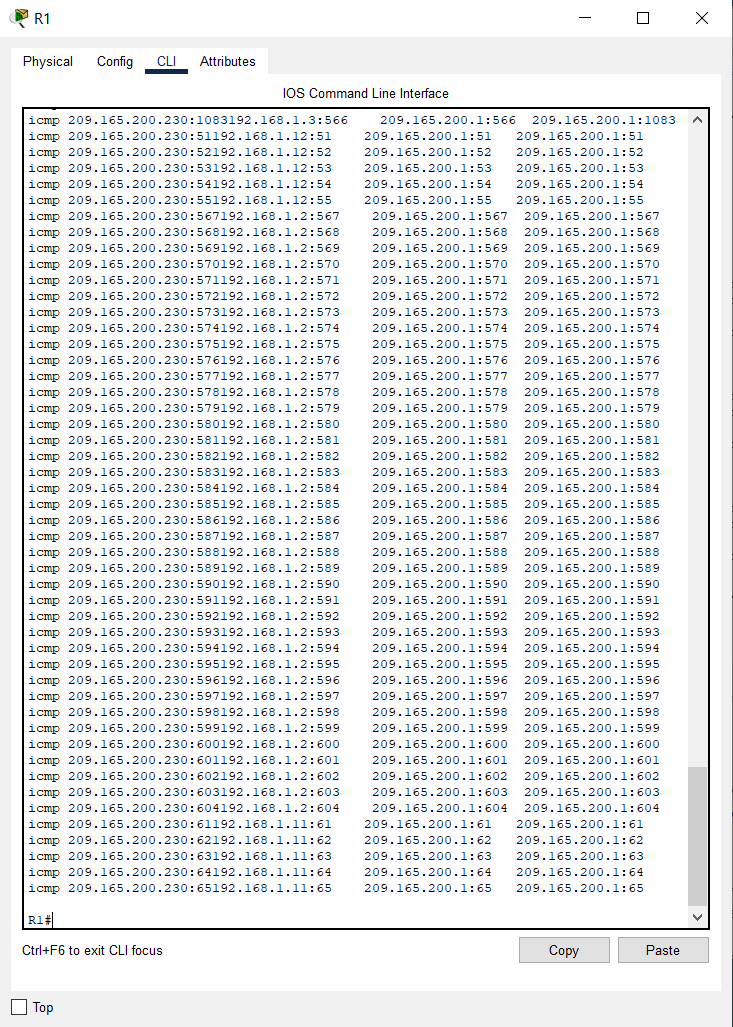 R1
Physical Config CLI Attributes
IOS Command Line Interface
icmp 209.165.200.230:1083192.168.1.3:566 209.165.200.1:566 209.165.200.1:1083
icmp 209.165.200.230:51192.168.1.12:51 209.165.200.1:51 209.165.200.1:51
icmp 209.165.200.230:52192.168.1.12:52 209.165.200.1:52 209.165.200.1:52
icmp 209.165.200.230:53192.168.1.12:53 209.165.200.1:53 209.165.200.1:53
icmp 209.165.200.230:54192.168.1.12:54 209.165.200.1:54 209.165.200.1:54
icmp 209.165.200.230:55192.168.1.12:55 209.165.200.1:55 209.165.200.1:55
icmp 209.165.200.230:567192.168.1.2:567 209.165.200.1:567 209.165.200.1:567
icmp 209.165.200.230:568192.168.1.2:568 209.165.200.1:568 209.165.200.1:568
icmp 209.165.200.230:569192.168.1.2:569 209.165.200.1:569 209.165.200.1:569
icmp 209.165.200.230:570192.168.1.2:570 209.165.200.1:570 209.165.200.1:570
icmp 209.165.200.230:571192.168.1.2:571 209.165.200.1:571 209.165.200.1:571
icmp 209.165.200.230:572192.168.1.2:572 209.165.200.1:572 209.165.200.1:572
icmp 209.165.200.230:573192.168.1.2:573 209.165.200.1:573 209.165.200.1:573
icmp 209.165.200.230:574192.168.1.2:574 209.165.200.1:574 209.165.200.1:574
icmp 209.165.200.230:575192.168.1.2:575 209.165.200.1:575 209.165.200.1:575
icmp 209.165.200.230:576192.168.1.2:576 209.165.200.1:576 209.165.200.1:576
icmp 209.165.200.230:577192.168.1.2:577 209.165.200.1:577 209.165.200.1:577
icmp 209.165.200.230:578192.168.1.2:578 209.165.200.1:578 209.165.200.1:578
icmp 209.165.200.230:579192.168.1.2:579 209.165.200.1:579 209.165.200.1:579
icmp 209.165.200.230:580192.168.1.2:580 209.165.200.1:580 209.165.200.1:580
icmp 209.165.200.230:581192.168.1.2:581 209.165.200.1:581 209.165.200.1:581
icmp 209.165.200.230:582192.168.1.2:582 209.165.200.1:582 209.165.200.1:582
icmp 209.165.200.230:583192.168.1.2:583 209.165.200.1:583 209.165.200.1:583
icmp 209.165.200.230:584192.168.1.2:584 209.165.200.1:584 209.165.200.1:584
icmp 209.165.200.230:585192.168.1.2:585 209.165.200.1:585 209.165.200.1:585
icmp 209.165.200.230:586192.168.1.2:586 209.165.200.1:586 209.165.200.1:586
icmp 209.165.200.230:587192.168.1.2:587 209.165.200.1:587 209.165.200.1:587
icmp 209.165.200.230:588192.168.1.2:588 209.165.200.1:588 209.165.200.1:588
icmp 209.165.200.230:589192.168.1.2:589 209.165.200.1:589 209.165.200.1:589
icmp 209.165.200.230:590192.168.1.2:590 209.165.200.1:590 209.165.200.1:590
icmp 209.165.200.230:591192.168.1.2:591 209.165.200.1:591 209.165.200.1:591
icmp 209.165.200.230:592192.168.1.2:592 209.165.200.1:592 209.165.200.1:592
icmp 209.165.200.230:593192.168.1.2:593 209.165.200.1:593 209.165.200.1:593
icmp 209.165.200.230:594192.168.1.2:594 209.165.200.1:594 209.165.200.1:594
icmp 209.165.200.230:595192.168.1.2:595 209.165.200.1:595 209.165.200.1:595
icmp 209.165.200.230:596192.168.1.2:596 209.165.200.1:596 209.165.200.1:596
icmp 209.165.200.230:597192.168.1.2:597 209.165.200.1:597 209.165.200.1:597
icmp 209.165.200.230:598192.168.1.2:598 209.165.200.1:598 209.165.200.1:598
icmp 209.165.200.230:599192.168.1.2:599 209.165.200.1:599 209.165.200.1:599
icmp 209.165.200.230:600192.168.1.2:600 209.165.200.1:600 209.165.200.1:600
icmp 209.165.200.230:601192.168.1.2:601 209.165.200.1:601 209.165.200.1:601
icmp 209.165.200.230:602192.168.1.2:602 209.165.200.1:602 209.165.200.1:602
icmp 209.165.200.230:603192.168.1.2:603 209.165.200.1:603 209.165.200.1:603
icmp 209.165.200.230:604192.168.1.2:604 209.165.200.1:604 209.165.200.1:604
icmp 209.165.200.230:61192.168.1.11:61 209.165.200.1:61 209.165.200.1:61
icmp 209.165.200.230:62192.168.1.11:62 209.165.200.1:62 209.165.200.1:62
icmp 209.165.200.230:63192.168.1.11:63 209.165.200.1:63 209.165.200.1:63
icmp 209.165.200.230:64192.168.1.11:64 209.165.200.1:64 209.165.200.1:64
icmp 209.165.200.230:65192.168.1.11:65 209.165.200.1:65 209.165.200.1:65
R1#
Ctrl+F6 to exit CLI focus Copy Paste
Top